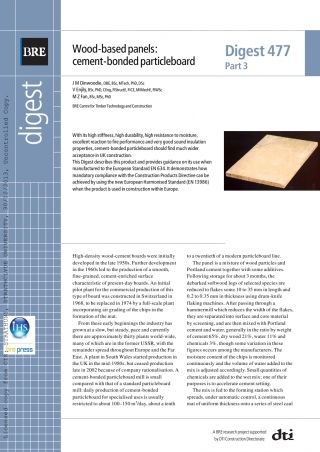 BRE
Wood-based panels:
cement-bonded particleboard
Digest 477
Part 3
J M Dinwoodie, OBE, BSc, MTech, PhD, DSc
V Enjily, BSc, PhD, CEng, MIStructE, FICE, MIWoodE, FIWSc
M Z Fan, BSc, MSc, PhD
BRE Centre for Timber Technology and Construction
digest
With its high stiffness, high durability, high resistance to moisture,
excellent reaction to fire performance and very good sound insulation
properties, cement-bonded particleboard should find much wider
acceptance in UK construction.
This Digest describes this product and provides guidance on its use when
manufactured to the European Standard EN 634. It demonstrates how
mandatory compliance with the Construction Products Directive can be
achieved by using the new European Harmonised Standard (EN 13986)
when the product is used in construction within Europe.
High-density wood–cement boards were initially
developed in the late 1950s. Further development
in the 1960s led to the production of a smooth,
fine-grained, cement-enriched surface
characteristic of present-day boards. An initial
pilot plant for the commercial production of this
type of board was constructed in Switzerland in
1968, to be replaced in 1974 by a full-scale plant
incorporating air grading of the chips in the
formation of the mat.
From these early beginnings the industry has
grown at a slow, but steady, pace and currently
there are approximately thirty plants world-wide,
many of which are in the former USSR, with the
remainder spread throughout Europe and the Far
East. A plant in South Wales started production in
the UK in the mid-1980s, but ceased production
late in 2002 because of company rationalisation. A
cement-bonded particleboard mill is small
compared with that of a standard particleboard
mill: daily production of cement-bonded
particleboard for specialised uses is usually
restricted to about 100–150 m³/day, about a tenth
to a twentieth of a modern particleboard line.
The panel is a mixture of wood particles and
Portland cement together with some additives.
Following storage for about 3 months, the
debarked softwood logs of selected species are
reduced to flakes some 10 to 35 mm in length and
0.2 to 0.35 mm in thickness using drum-knife
flaking machines. After passing through a
hammermill which reduces the width of the flakes,
these are separated into surface and core material
by screening, and are then mixed with Portland
cement and water, generally in the ratio by weight
of cement 65%, dry wood 21%, water 11% and
chemicals 3%, though some variation in these
figures occurs among the manufacturers. The
moisture content of the chips is monitored
continuously and the volume of water added to the
mix is adjusted accordingly. Small quantities of
chemicals are added to the wet mix; one of their
purposes is to accelerate cement setting.
The mix is fed to the forming station which
spreads, under automatic control, a continuous
mat of uniform thickness onto a series of steel caul
IHS
brepress
A BRE research project supported
by DTI Construction Directorate
dti